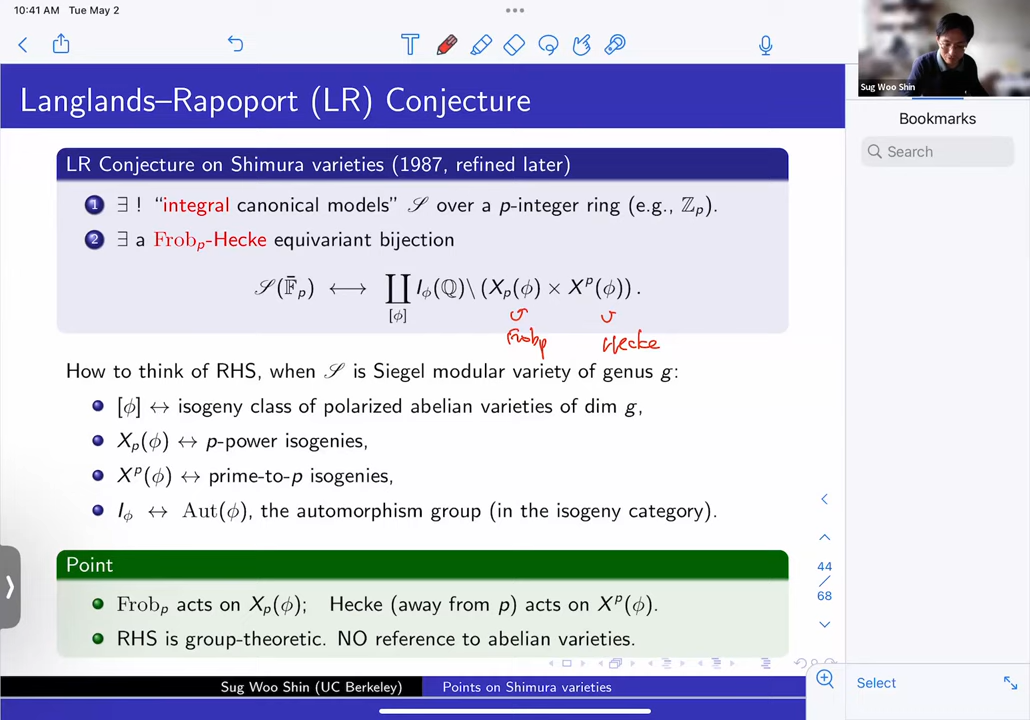 10:41 AM Tue May 2
Sug Woo Shin
Langlands–Rapoport (LR) Conjecture
Bookmarks
Search
LR Conjecture on Shimura varieties (1987, refined later)
1 ∃ ! “integral canonical models” 𝒮 over a p-integer ring (e.g., ℤₚ).
2 ∃ a Frobₚ-Hecke equivariant bijection
𝒮(𝔽̄ₚ) ⟷ ∐ I_ϕ(ℚ)\ (Xₚ(ϕ) × Xᵖ(ϕ)) .
[ϕ]
Frobₚ Hecke
How to think of RHS, when 𝒮 is Siegel modular variety of genus g:
[ϕ] ↔ isogeny class of polarized abelian varieties of dim g,
Xₚ(ϕ) ↔ p-power isogenies,
Xᵖ(ϕ) ↔ prime-to-p isogenies,
I_ϕ ↔ Aut(ϕ), the automorphism group (in the isogeny category).
Point
Frobₚ acts on Xₚ(ϕ); Hecke (away from p) acts on Xᵖ(ϕ).
RHS is group-theoretic. NO reference to abelian varieties.
44
/
68
Sug Woo Shin (UC Berkeley) Points on Shimura varieties
Select